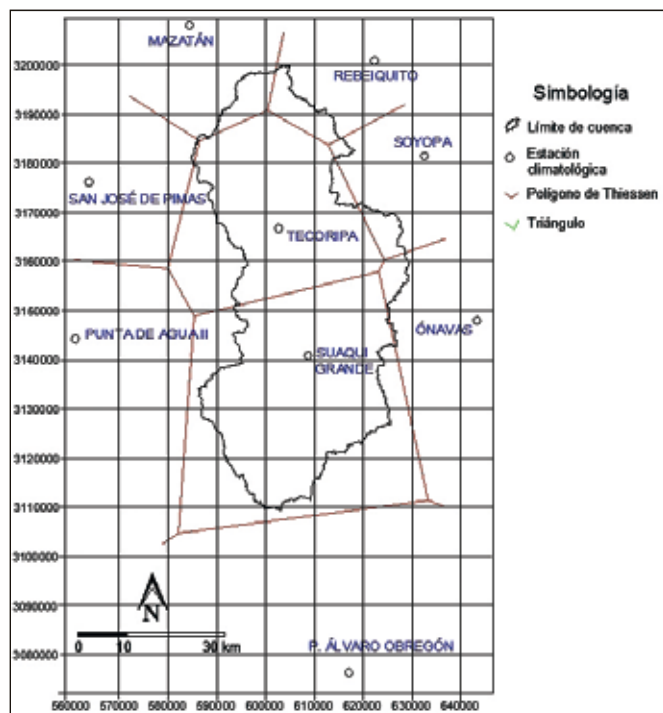 MAZATÁN
REBEIQUITO
SOYOPA
SAN JOSÉ DE PIMAS
TECORIPA
PUNTA DE AGUA II
ÓNAVAS
SUAQUI
GRANDE
P. ÁLVARO OBREGÓN
Simbología
Límite de cuenca
Estación
climatológica
Polígono de Thiessen
Triángulo
3200000
3190000
3180000
3170000
3160000
3150000
3140000
3130000
3120000
3110000
3100000
3090000
3080000
N
0 10 30 km
560000 570000 580000 590000 600000 610000 620000 630000 640000